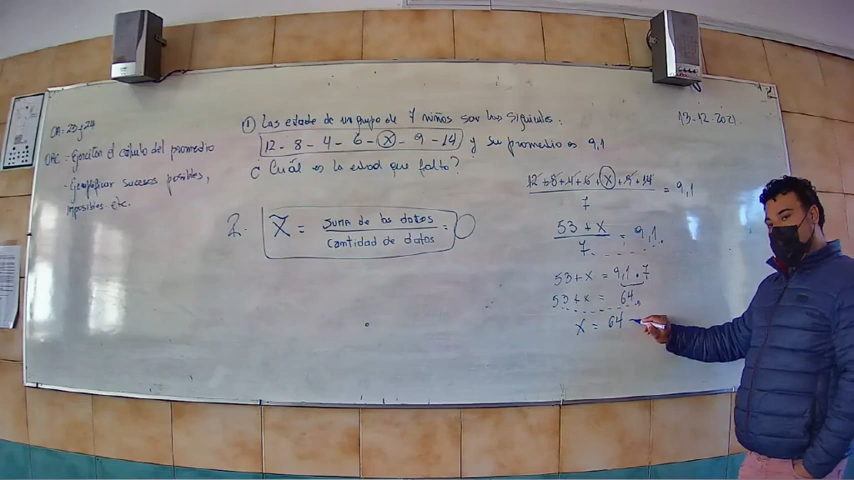 OA: 20 y 24
OAC: Ejercitan el cálculo del promedio
- Ejemplificar sucesos posibles,
imposibles etc.
① Las edade de un grupo de 7 niños son las siguientes:
12 - 8 - 4 - 6 - X - 9 - 14 y su promedio es 9,1
¿Cuál es la edad que falta?
13-12-2021
2. X = SUMA de los datos
Cantidad de datos =
12+8+4+6+X+9+14
7 = 9,1
53 + X
7 = 9,1
53 + X = 9,1 • 7
53 + X = 64
X = 64 -